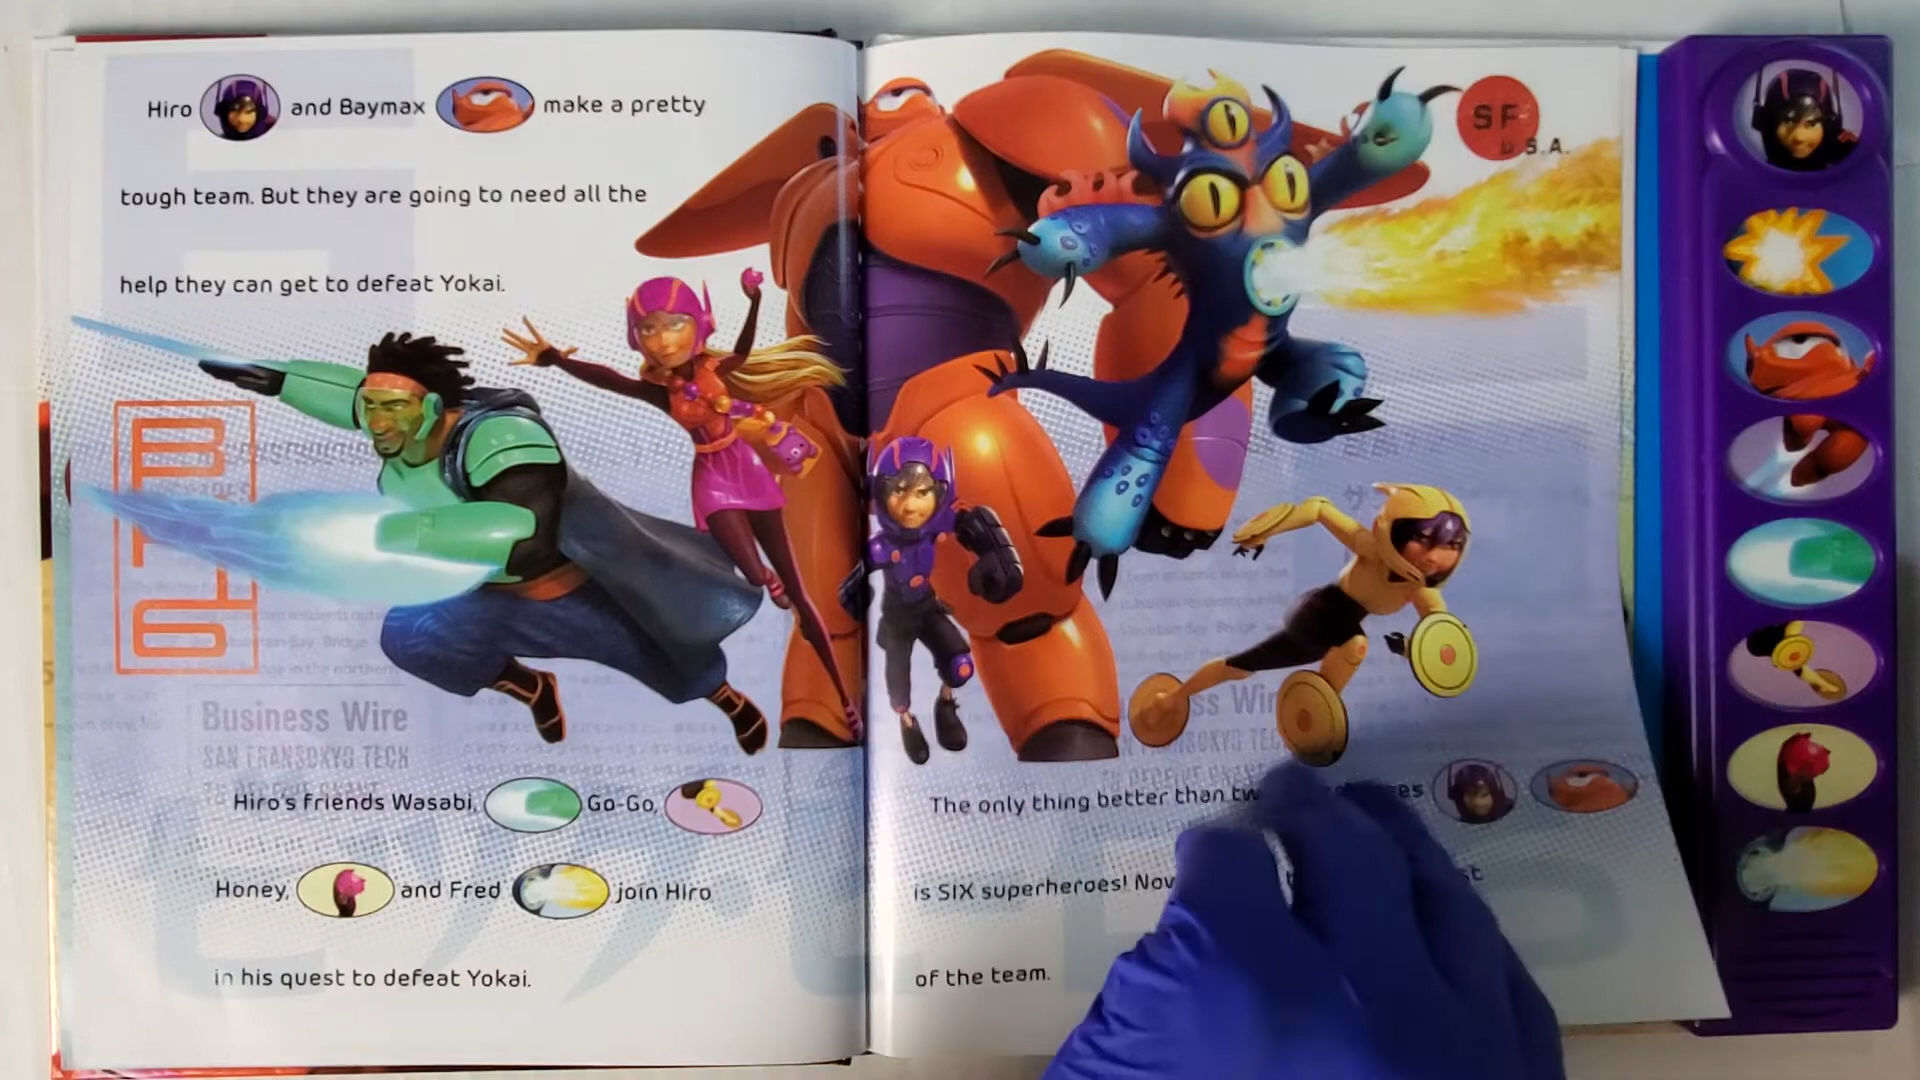 Hiro and Baymax make a pretty
tough team. But they are going to need all the
help they can get to defeat Yokai.
BH6
Business Wire
SAN FRANSOKYO TECH
Hiro's friends Wasabi, Go-Go,
Honey, and Fred join Hiro
in his quest to defeat Yokai.
SF
U.S.A.
The only thing better than
is SIX superheroes!
of the team.